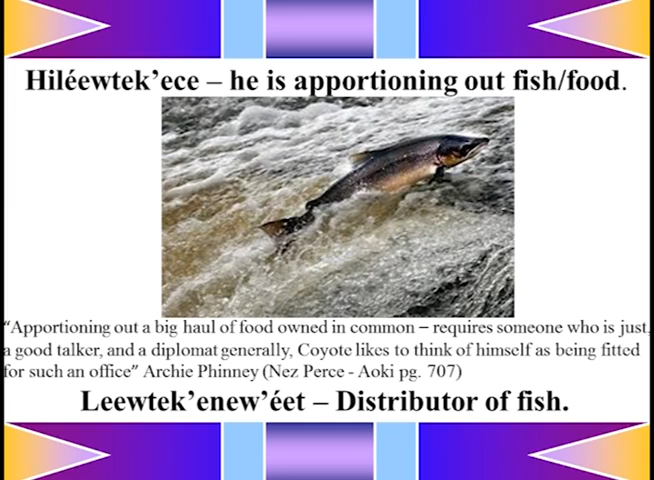 Hiléewtek’ece – he is apportioning out fish/food.
“Apportioning out a big haul of food owned in common – requires someone who is just,
a good talker, and a diplomat generally, Coyote likes to think of himself as being fitted
for such an office” Archie Phinney (Nez Perce - Aoki pg. 707)
Leewtek’enew’éet – Distributor of fish.